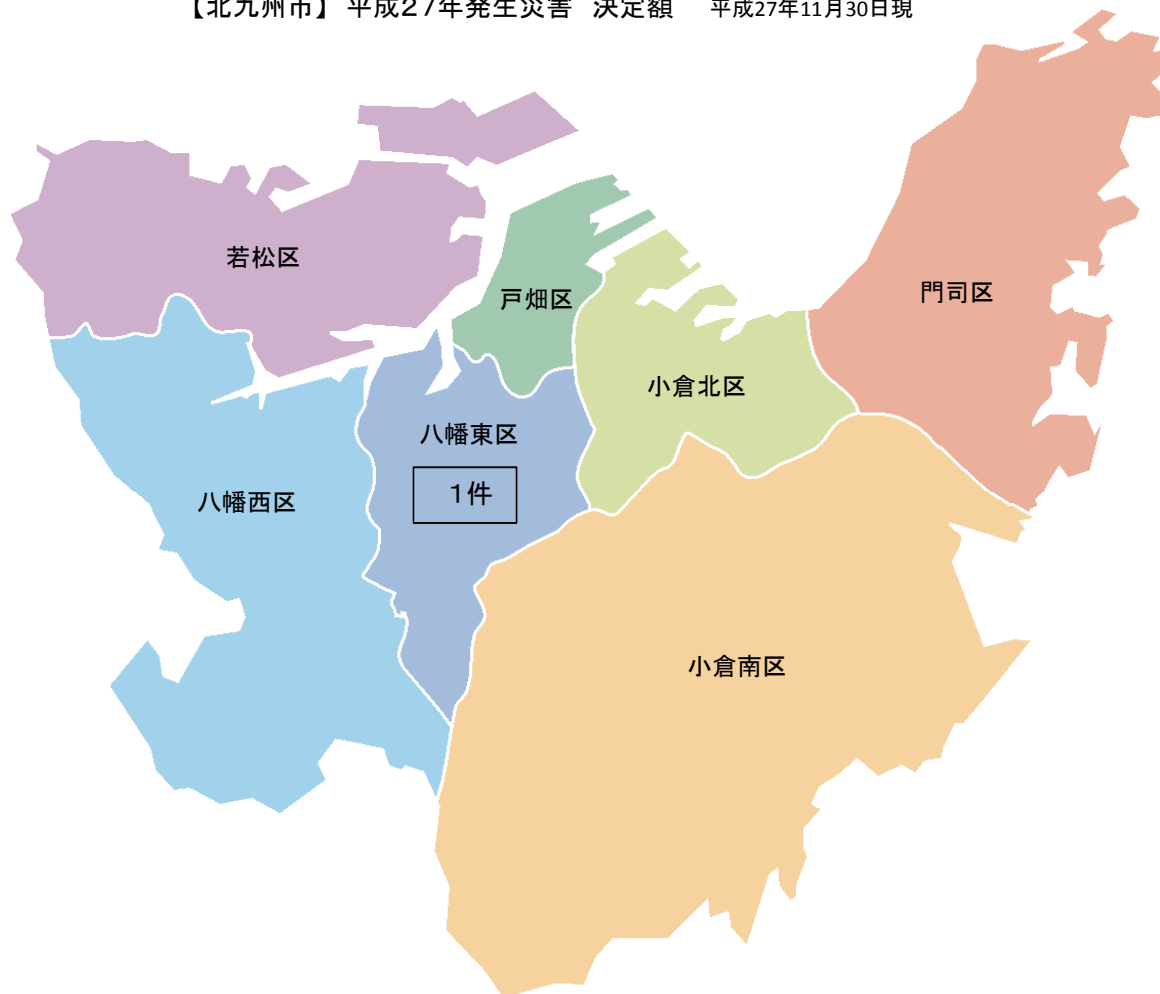 【北九州市】 平成２７年発生災害 決定額 平成27年11月30日現
若松区
戸畑区
門司区
小倉北区
八幡東区
１件
八幡西区
小倉南区